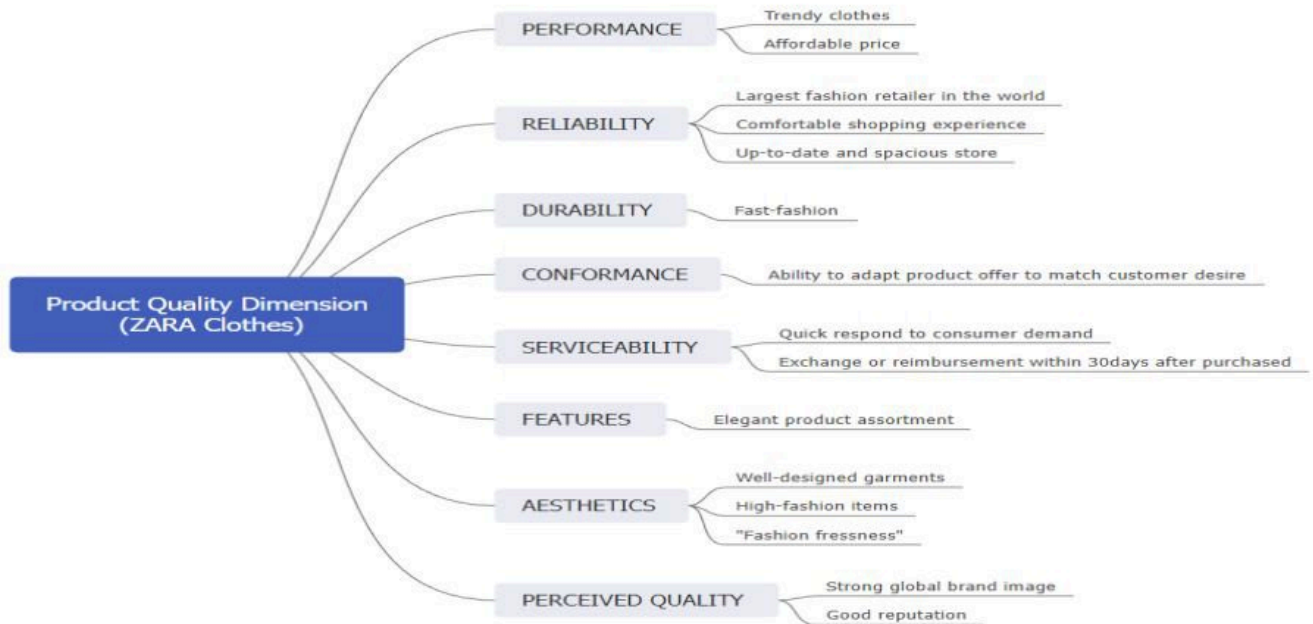 Product Quality Dimension
(ZARA Clothes)
PERFORMANCE
Trendy clothes
Affordable price
RELIABILITY
Largest fashion retailer in the world
Comfortable shopping experience
Up-to-date and spacious store
DURABILITY
Fast-fashion
CONFORMANCE
Ability to adapt product offer to match customer desire
SERVICEABILITY
Quick respond to consumer demand
Exchange or reimbursement within 30days after purchased
FEATURES
Elegant product assortment
AESTHETICS
Well-designed garments
High-fashion items
"Fashion fressness"
PERCEIVED QUALITY
Strong global brand image
Good reputation